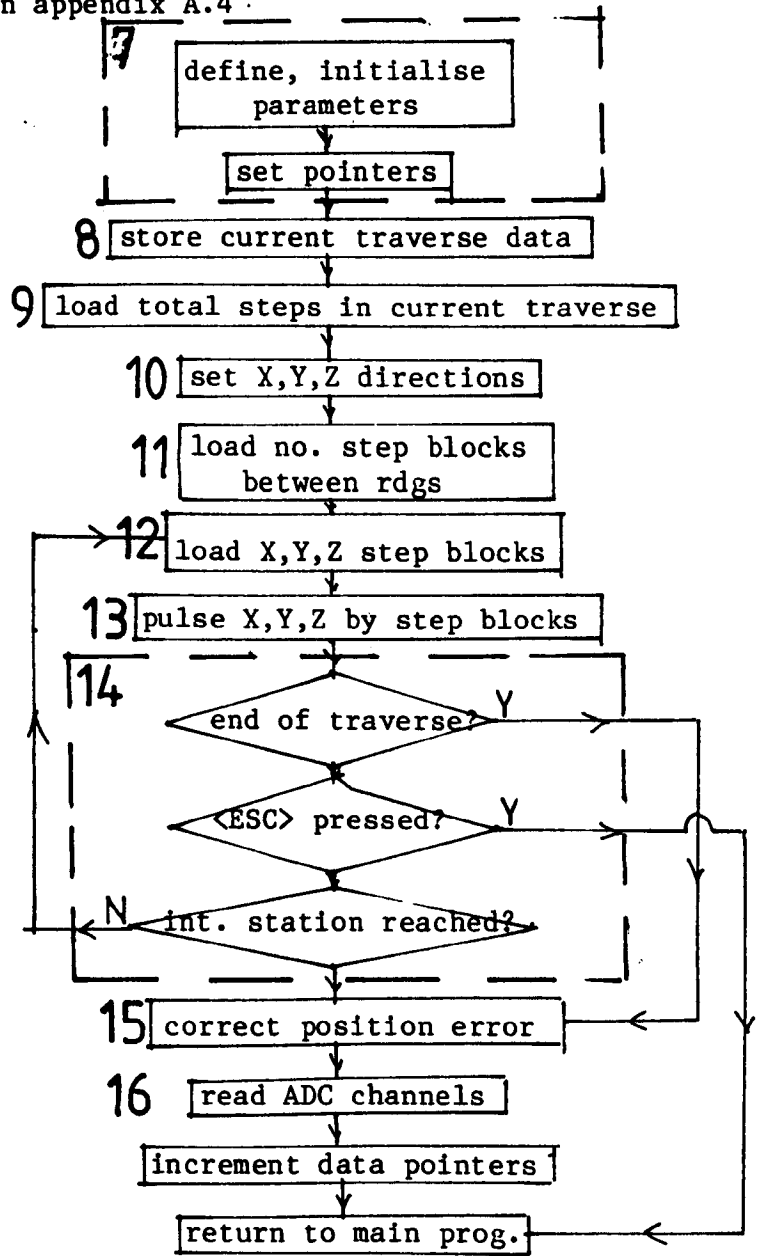 n appendix A.4
7
define, initialise
parameters
set pointers
8 store current traverse data
9 load total steps in current traverse
10 set X,Y,Z directions
11 load no. step blocks
between rdgs
12 load X,Y,Z step blocks
13 pulse X,Y,Z by step blocks
14
end of traverse? Y
<ESC> pressed? Y
N int. station reached?
15 correct position error
16 read ADC channels
increment data pointers
return to main prog.